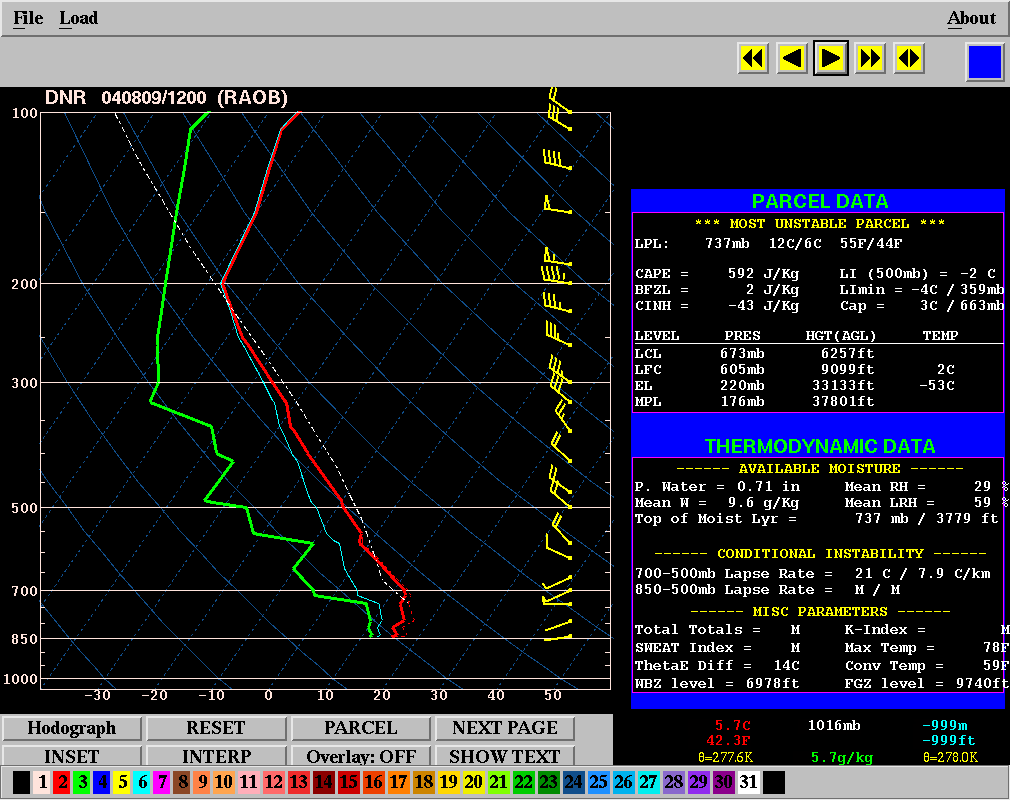 File Load About
DNR 040809/1200 (RAOB)
100
200
300
500
700
850
1000
-30 -20 -10 0 10 20 30 40 50
PARCEL DATA
*** MOST UNSTABLE PARCEL ***
LPL: 737mb 12C/6C 55F/44F
CAPE = 592 J/Kg LI (500mb) = -2 C
BFZL = 2 J/Kg LImin = -4C / 359mb
CINH = -43 J/Kg Cap = 3C / 663mb
LEVEL PRES HGT(AGL) TEMP
LCL 673mb 6257ft
LFC 605mb 9099ft 2C
EL 220mb 33133ft -53C
MPL 176mb 37801ft
THERMODYNAMIC DATA
------ AVAILABLE MOISTURE ------
P. Water = 0.71 in Mean RH = 29 %
Mean W = 9.6 g/Kg Mean LRH = 59 %
Top of Moist Lyr = 737 mb / 3779 ft
------ CONDITIONAL INSTABILITY ------
700-500mb Lapse Rate = 21 C / 7.9 C/km
850-500mb Lapse Rate = M / M
------ MISC PARAMETERS ------
Total Totals = M K-Index = M
SWEAT Index = M Max Temp = 78F
ThetaE Diff = 14C Conv Temp = 59F
WBZ level = 6978ft FGZ level = 9740ft
Hodograph RESET PARCEL NEXT PAGE
INSET INTERP Overlay: OFF SHOW TEXT
5.7C 1016mb -999m
42.3F -999ft
θ=277.6K 5.7g/kg θ=278.0K
1 2 3 4 5 6 7 8 9 10 11 12 13 14 15 16 17 18 19 20 21 22 23 24 25 26 27 28 29 30 31